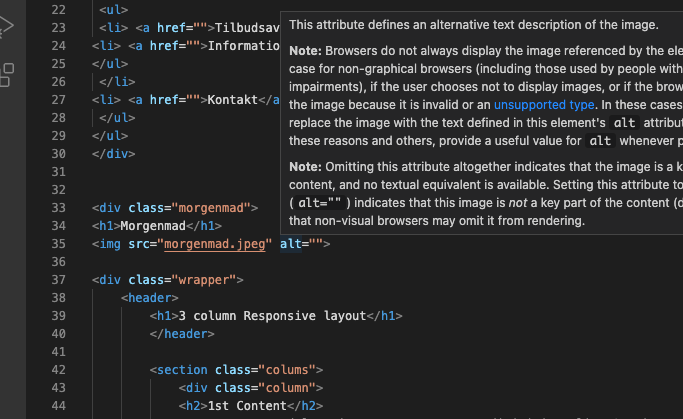 22 <ul>
23 <li> <a href="">Tilbudsav
24 <li> <a href="">Informatio
25 </ul>
26 </li>
27 <li> <a href="">Kontakt</a
28 </ul>
29 </ul>
30 </div>
31
32
33 <div class="morgenmad">
34 <h1>Morgenmad</h1>
35 <img src="morgenmad.jpeg" alt="">
36
37 <div class="wrapper">
38 <header>
39 <h1>3 column Responsive layout</h1>
40 </header>
41
42 <section class="colums">
43 <div class="column">
44 <h2>1st Content</h2>
This attribute defines an alternative text description of the image.
Note: Browsers do not always display the image referenced by the ele
case for non-graphical browsers (including those used by people with
impairments), if the user chooses not to display images, or if the brow
the image because it is invalid or an unsupported type. In these cases
replace the image with the text defined in this element's alt attribut
these reasons and others, provide a useful value for alt whenever p
Note: Omitting this attribute altogether indicates that the image is a k
content, and no textual equivalent is available. Setting this attribute to
( alt="" ) indicates that this image is not a key part of the content (d
that non-visual browsers may omit it from rendering.